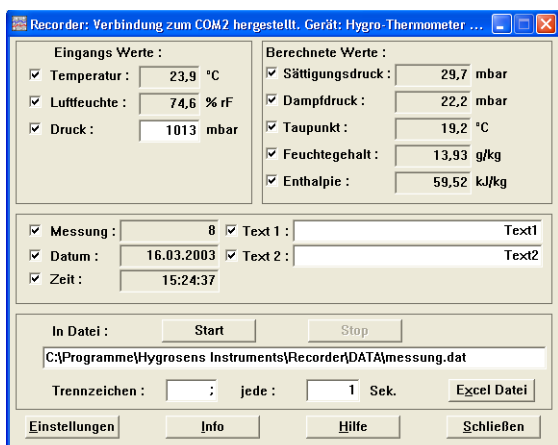 Recorder: Verbindung zum COM2 hergestellt. Gerät: Hygro-Thermometer ...
Eingangs Werte :
Temperatur : 23,9 °C
Luftfeuchte : 74,6 % rF
Druck : 1013 mbar
Berechnete Werte :
Sättigungsdruck : 29,7 mbar
Dampfdruck : 22,2 mbar
Taupunkt : 19,2 °C
Feuchtegehalt : 13,93 g/kg
Enthalpie : 59,52 kJ/kg
Messung : 8 Text 1 : Text1
Datum : 16.03.2003 Text 2 : Text2
Zeit : 15:24:37
In Datei : Start Stop
C:\Programme\Hygrosens Instruments\Recorder\DATA\messung.dat
Trennzeichen : ; jede : 1 Sek. Excel Datei
Einstellungen Info Hilfe Schließen